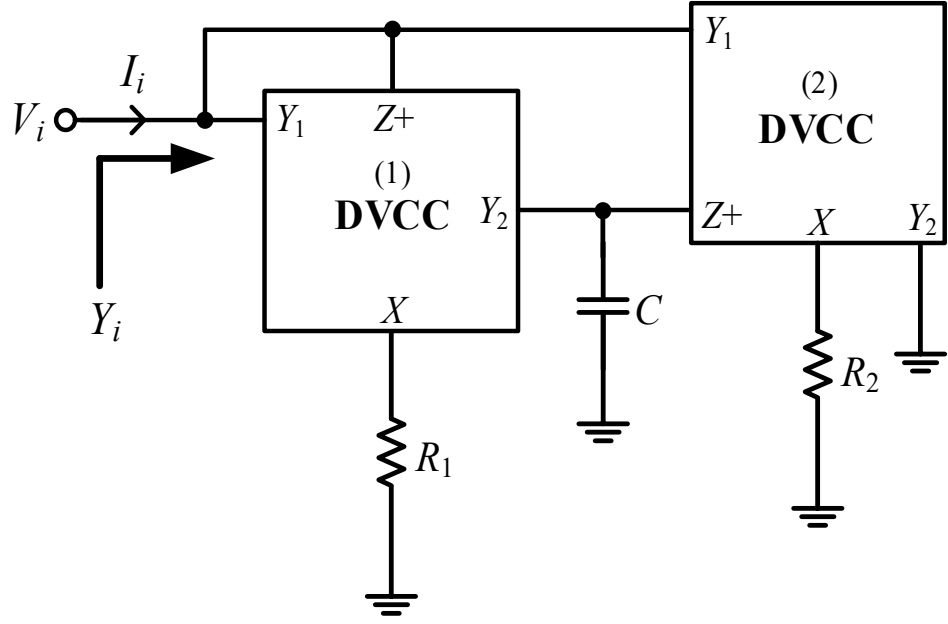 Y₁
(2)
DVCC
Z+ X Y₂
I_i
V_i
Y₁ Z+
(1)
DVCC
Y₂
X
Y_i
C
R₂
R₁